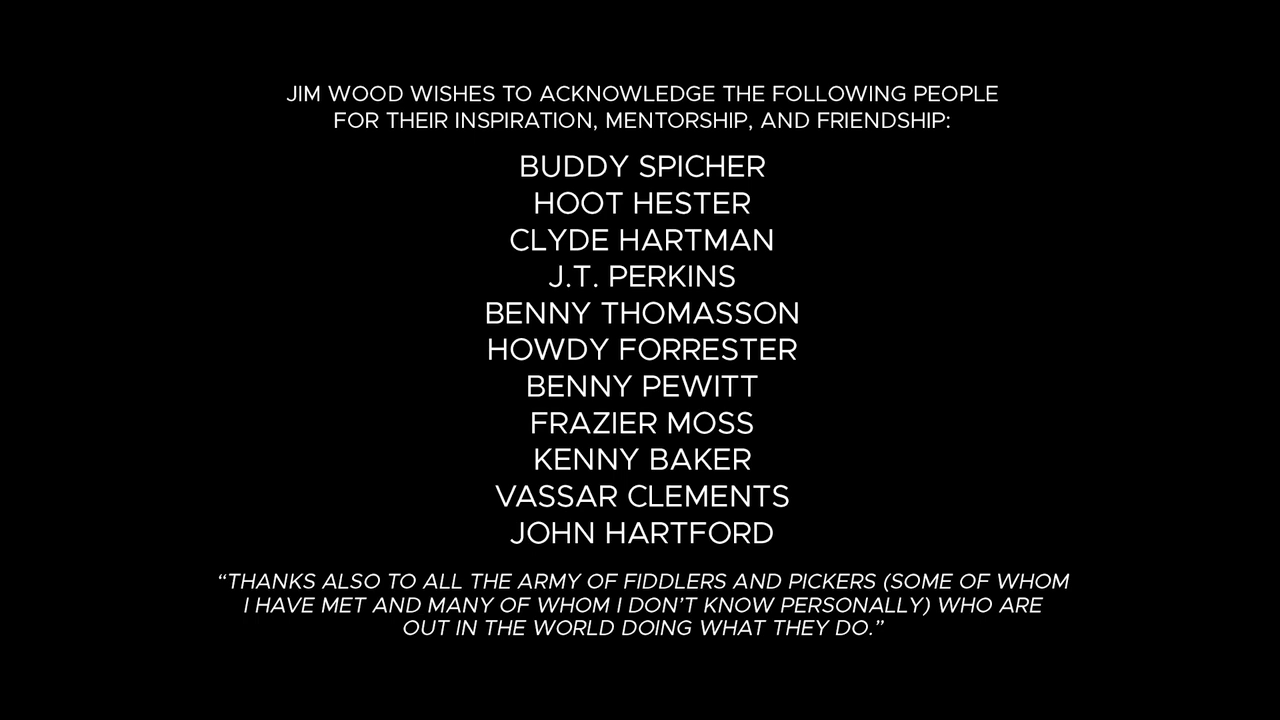 JIM WOOD WISHES TO ACKNOWLEDGE THE FOLLOWING PEOPLE
FOR THEIR INSPIRATION, MENTORSHIP, AND FRIENDSHIP:
BUDDY SPICHER
HOOT HESTER
CLYDE HARTMAN
J.T. PERKINS
BENNY THOMASSON
HOWDY FORRESTER
BENNY PEWITT
FRAZIER MOSS
KENNY BAKER
VASSAR CLEMENTS
JOHN HARTFORD
“THANKS ALSO TO ALL THE ARMY OF FIDDLERS AND PICKERS (SOME OF WHOM
I HAVE MET AND MANY OF WHOM I DON’T KNOW PERSONALLY) WHO ARE
OUT IN THE WORLD DOING WHAT THEY DO.”